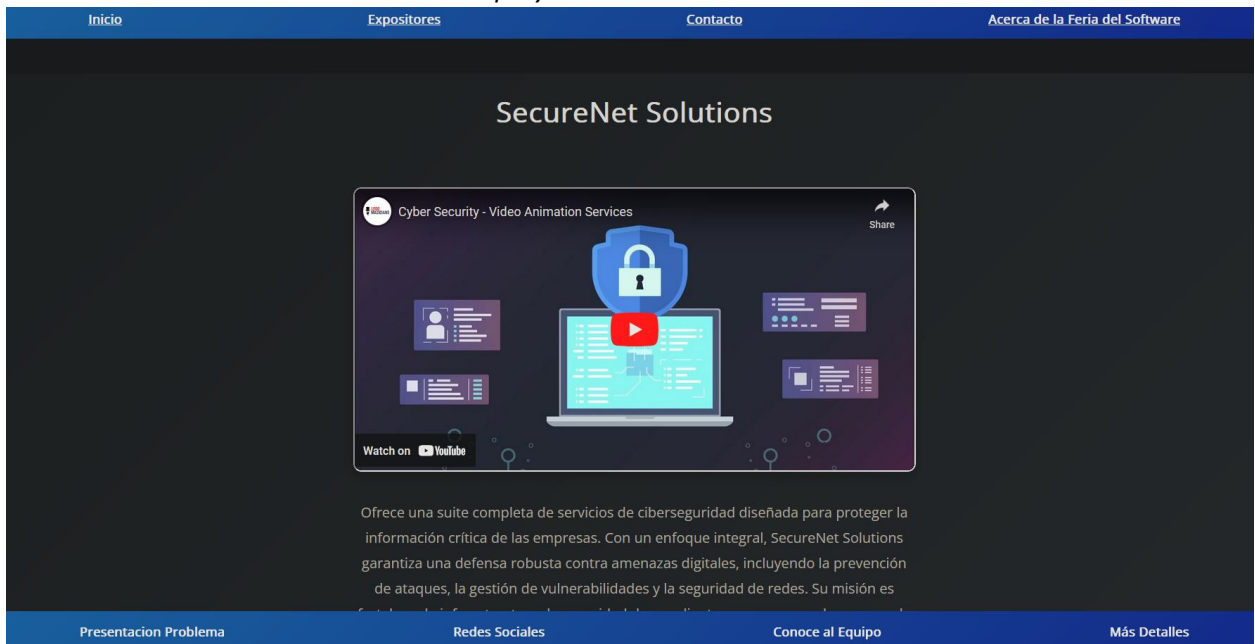 Inicio Expositores Contacto Acerca de la Feria del Software
SecureNet Solutions
Cyber Security - Video Animation Services
Share
Watch on YouTube
Ofrece una suite completa de servicios de ciberseguridad diseñada para proteger la
información crítica de las empresas. Con un enfoque integral, SecureNet Solutions
garantiza una defensa robusta contra amenazas digitales, incluyendo la prevención
de ataques, la gestión de vulnerabilidades y la seguridad de redes. Su misión es
Presentacion Problema Redes Sociales Conoce al Equipo Más Detalles